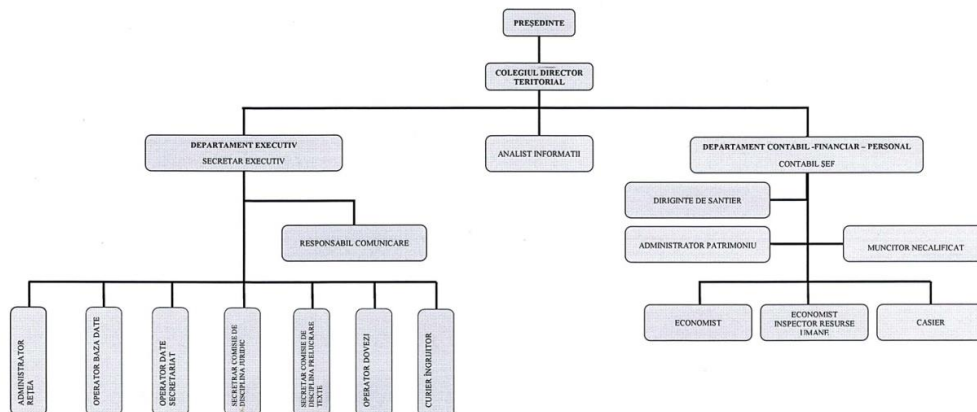 PREȘEDINTE
COLEGIUL DIRECTOR
TERITORIAL
DEPARTAMENT EXECUTIV
SECRETAR EXECUTIV
ANALIST INFORMATII
DEPARTAMENT CONTABIL -FINANCIAR – PERSONAL
CONTABIL ȘEF
DIRIGINTE DE SANTIER
RESPONSABIL COMUNICARE
ADMINISTRATOR PATRIMONIU
MUNCITOR NECALIFICAT
ECONOMIST
ECONOMIST
INSPECTOR RESURSE
UMANE
CASIER
ADMINISTRATOR
REȚEA
OPERATOR BAZA DATE
OPERATOR DATE
SECRETARIAT
SECRETRAR COMISIE DE
DISCIPLINA JURIDIC
SECRETAR COMISIE DE
DISCIPLINA PRELUCRARE
TEXTE
OPERATOR DOVEZI
CURIER ÎNGRIJITOR